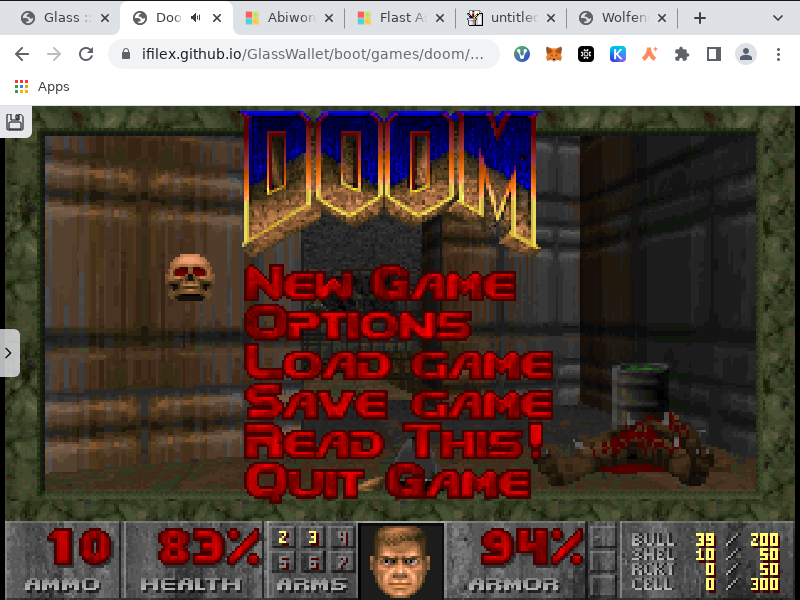 Glass ::
Doo
Abiwor
Flast A
untitled
Wolfen
ifilex.github.io/GlassWallet/boot/games/doom/...
Apps
DOOM
New Game
Options
Load Game
Save Game
Read This!
Quit Game
10 83% 2 3 4 94% BULL 39 / 200
SHEL 10 / 50
5 6 7 RCKT 0 / 50
AMMO HEALTH ARMS ARMOR CELL 0 / 300